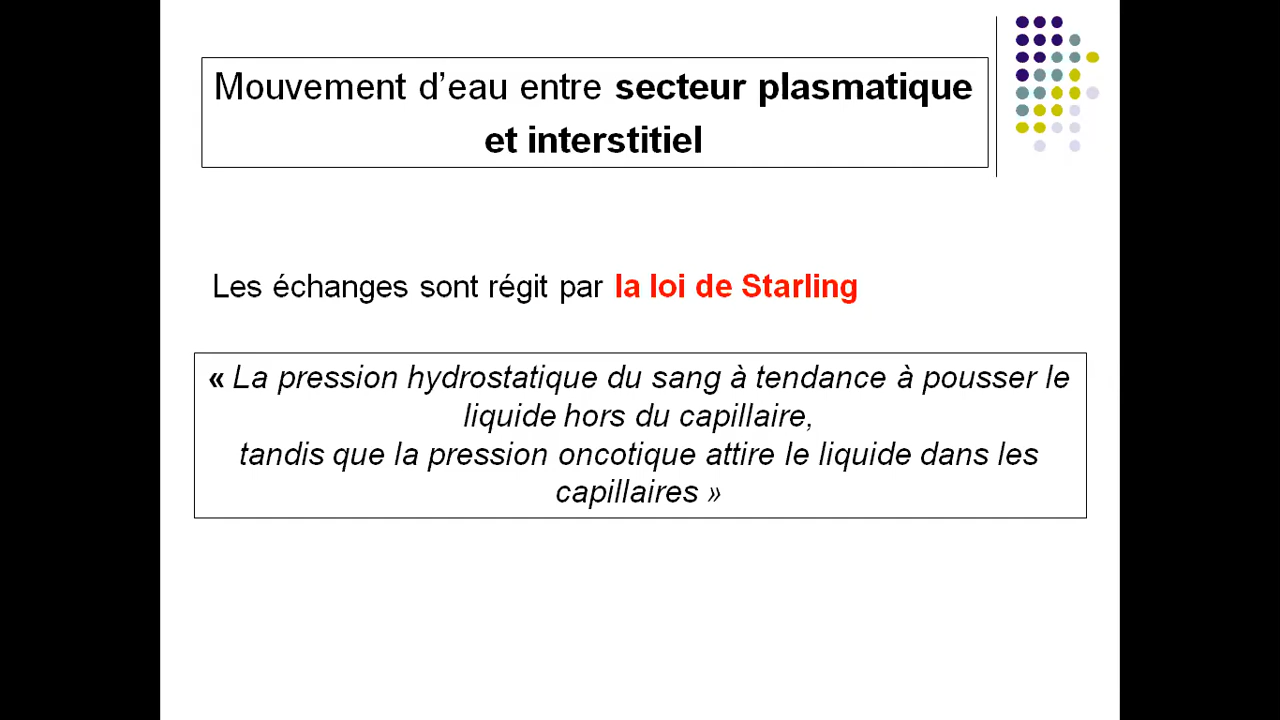 Mouvement d’eau entre secteur plasmatique
et interstitiel
Les échanges sont régit par la loi de Starling
« La pression hydrostatique du sang à tendance à pousser le
liquide hors du capillaire,
tandis que la pression oncotique attire le liquide dans les
capillaires »